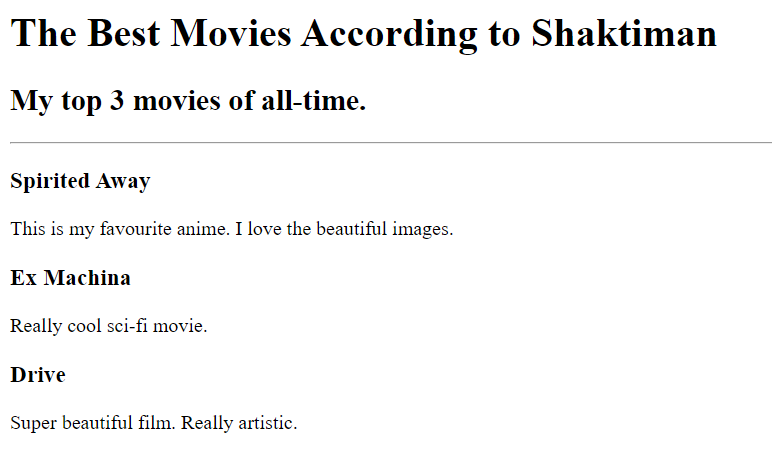 The Best Movies According to Shaktiman
My top 3 movies of all-time.
Spirited Away
This is my favourite anime. I love the beautiful images.
Ex Machina
Really cool sci-fi movie.
Drive
Super beautiful film. Really artistic.